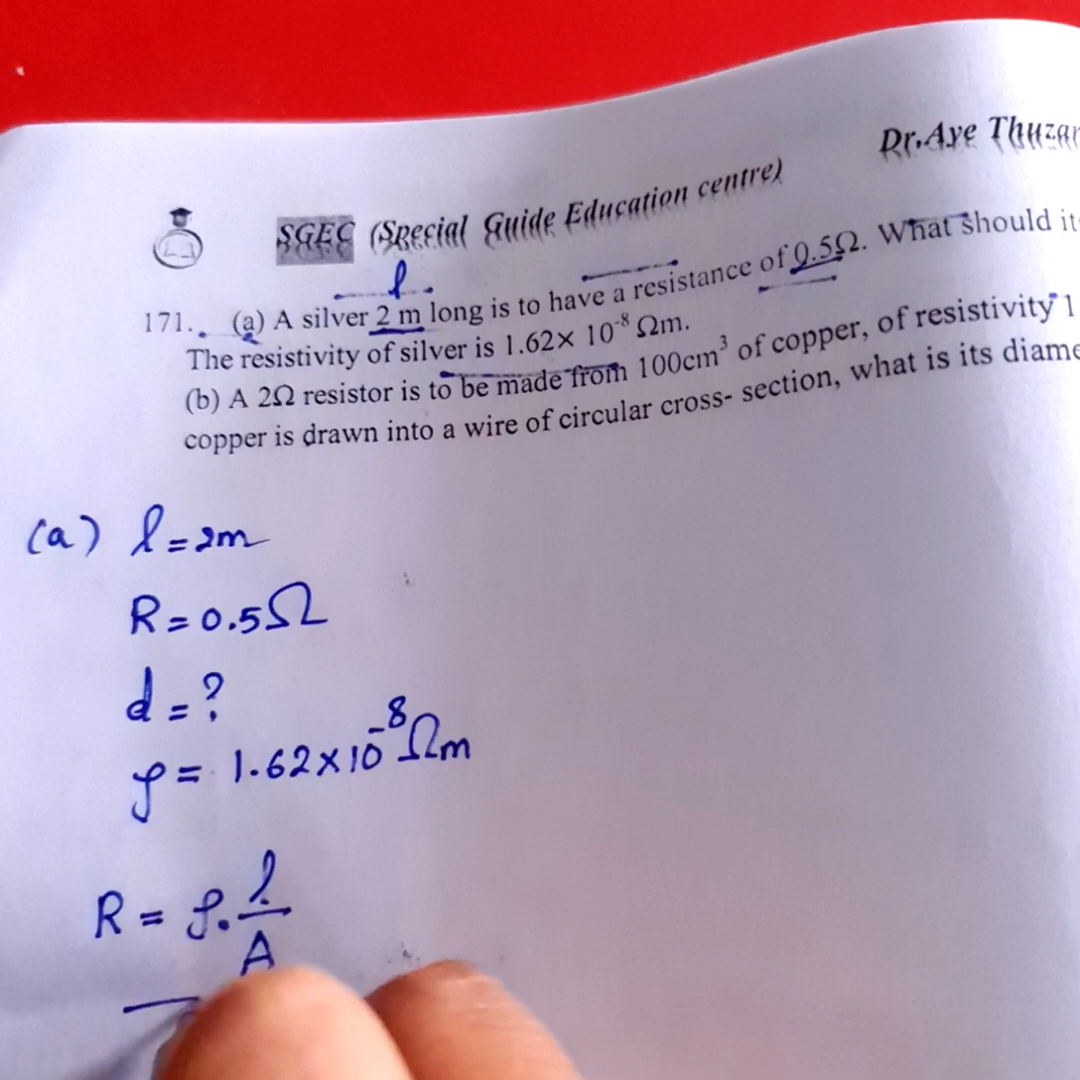 Dr.Aye Thuzar
SGEC (Special Guide Education centre)
l
171. (a) A silver 2 m long is to have a resistance of 0.5Ω. What should it
The resistivity of silver is 1.62× 10⁻⁸ Ωm.
(b) A 2Ω resistor is to be made from 100cm³ of copper, of resistivity 1
copper is drawn into a wire of circular cross- section, what is its diame
(a) l = 2m
R = 0.5Ω
d = ?
ρ = 1.62×10⁻⁸Ωm
R = ρ. l/A